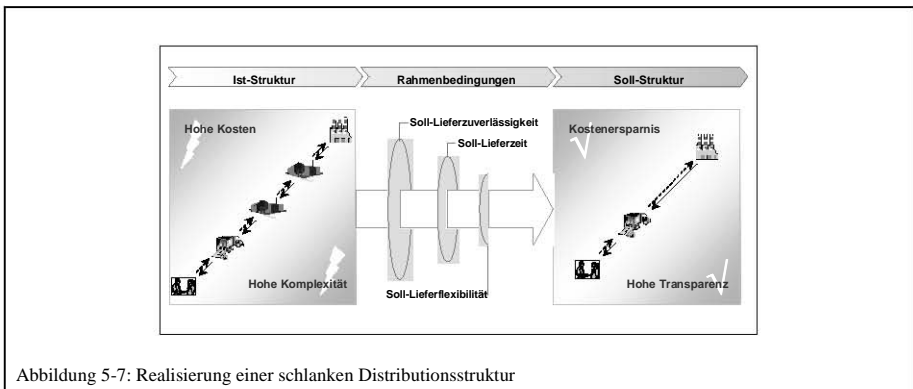 Ist-Struktur
Rahmenbedingungen
Soll-Struktur
Hohe Kosten
Hohe Komplexität
Soll-Lieferzuverlässigkeit
Soll-Lieferzeit
Soll-Lieferflexibilität
Kostenersparnis
Hohe Transparenz
Abbildung 5-7: Realisierung einer schlanken Distributionsstruktur